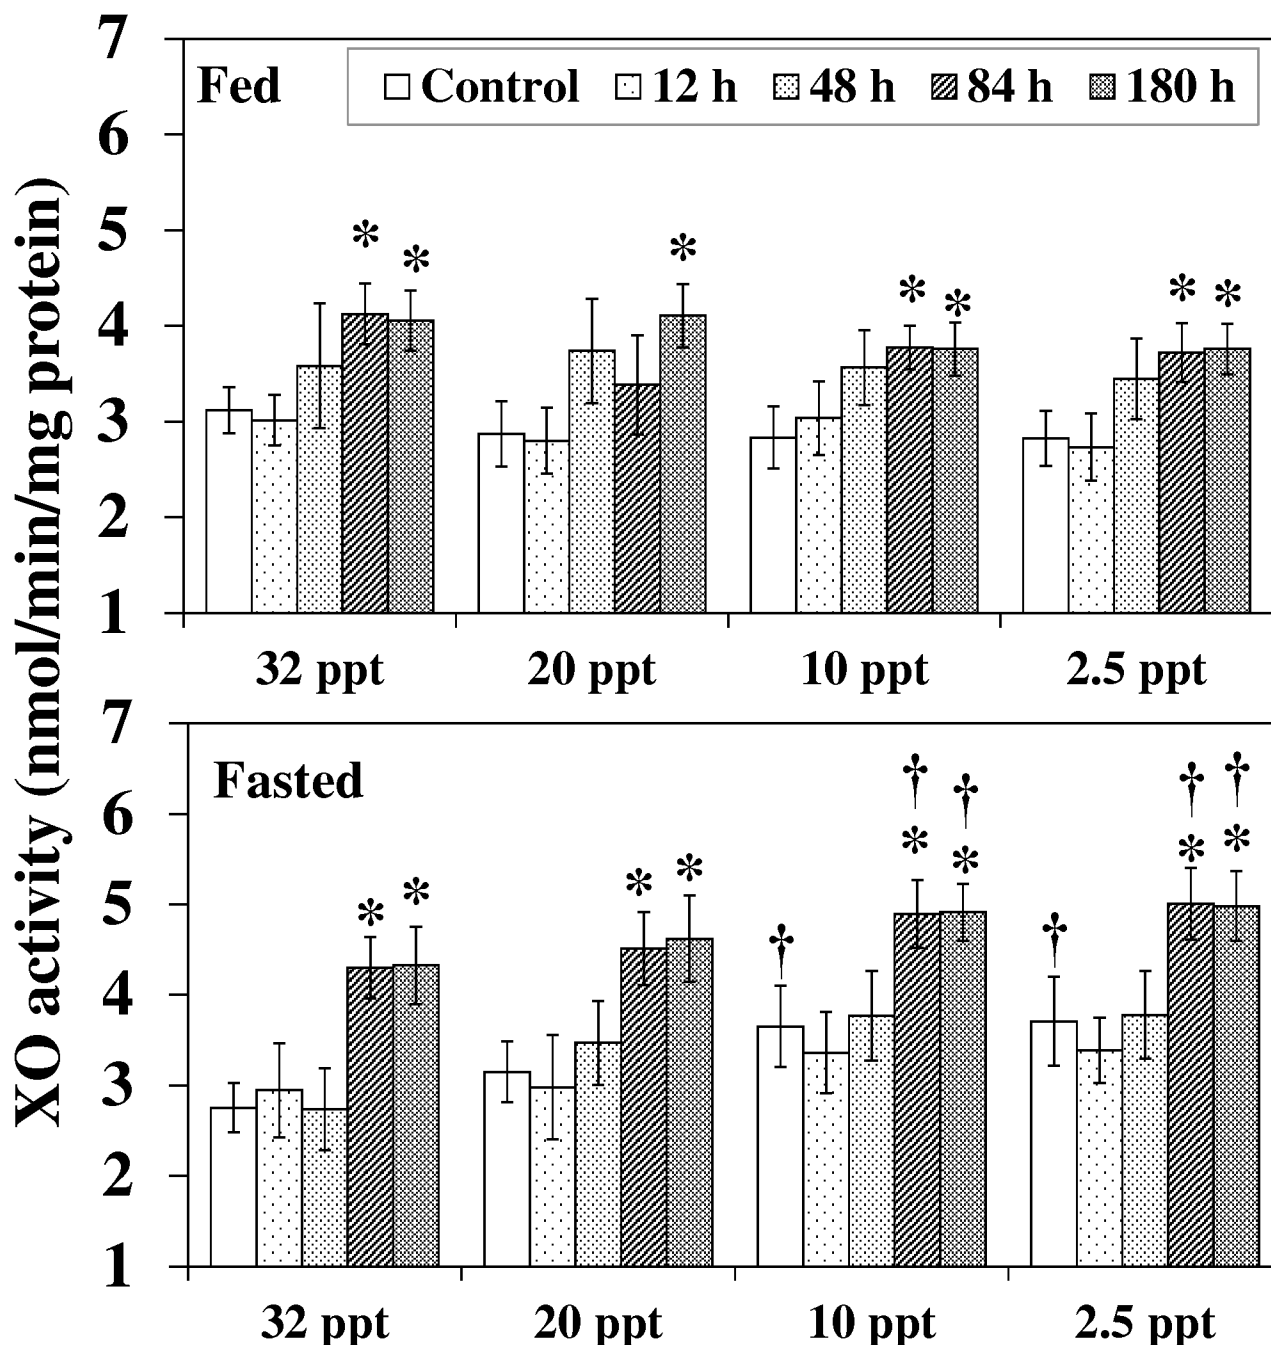 XO activity (nmol/min/mg protein)
7
6
5
4
3
2
1
Fed
Control 12 h 48 h 84 h 180 h
* * * * * * *
32 ppt 20 ppt 10 ppt 2.5 ppt
7
6
5
4
3
2
1
Fasted
† † † †
* * * * * * * *
† †
32 ppt 20 ppt 10 ppt 2.5 ppt